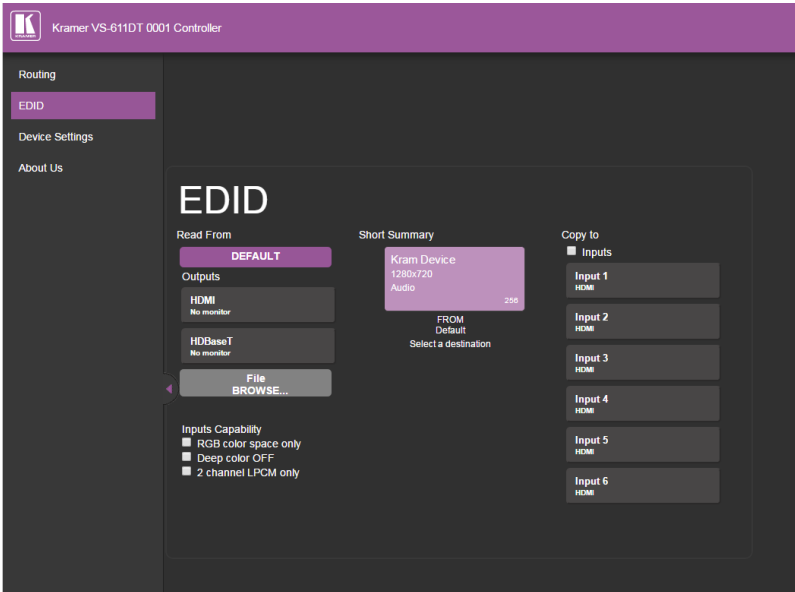 KRAMER
Kramer VS-611DT 0001 Controller
Routing
EDID
Device Settings
About Us
EDID
Read From
DEFAULT
Outputs
HDMI
No monitor
HDBaseT
No monitor
File
BROWSE...
Inputs Capability
RGB color space only
Deep color OFF
2 channel LPCM only
Short Summary
Kram Device
1280x720
Audio
256
FROM
Default
Select a destination
Copy to
Inputs
Input 1
HDMI
Input 2
HDMI
Input 3
HDMI
Input 4
HDMI
Input 5
HDMI
Input 6
HDMI